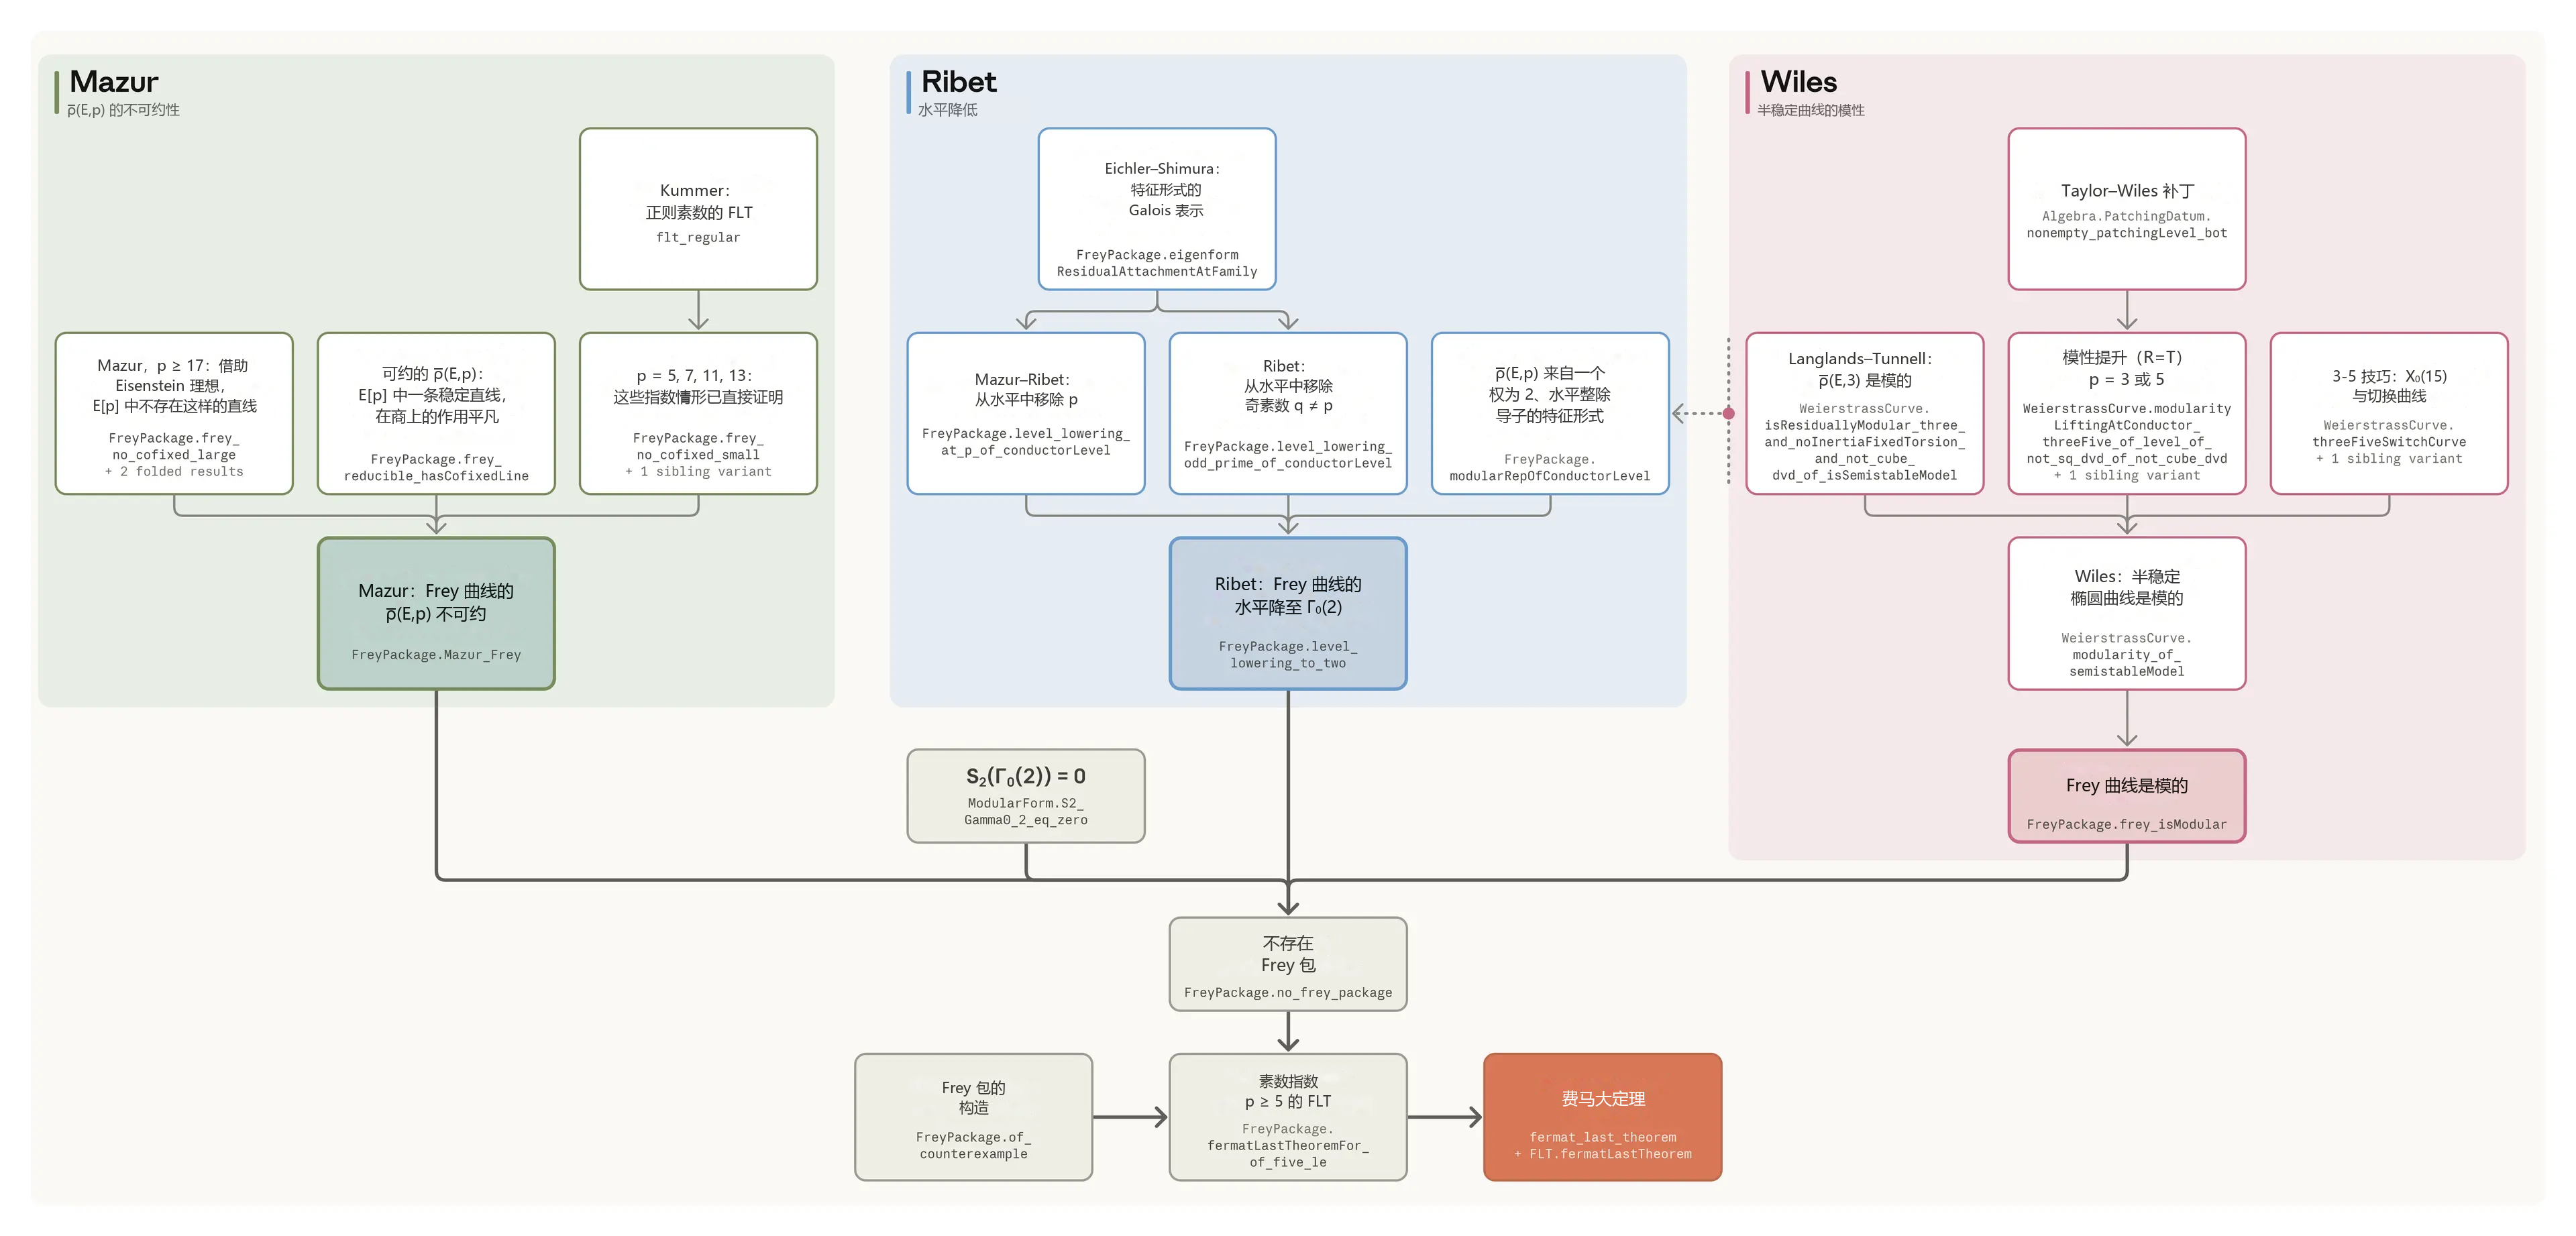 Mazur
ρ̅(E,p) 的不可约性
Kummer：
正则素数的 FLT
flt_regular
Mazur，p ≥ 17：借助
Eisenstein 理想，
E[p] 中不存在这样的直线
FreyPackage.frey_
no_cofixed_large
+ 2 folded results
可约的 ρ̅(E,p)：
E[p] 中一条稳定直线，
在商上的作用平凡
FreyPackage.frey_
reducible_hasCofixedLine
p = 5, 7, 11, 13:
这些指数情形已直接证明
FreyPackage.frey_
no_cofixed_small
+ 1 sibling variant
Mazur：Frey 曲线的
ρ̅(E,p) 不可约
FreyPackage.Mazur_Frey
Ribet
水平降低
Eichler–Shimura：
特征形式的
Galois 表示
FreyPackage.eigenform
ResidualAttachmentAtFamily
Mazur–Ribet：
从水平中移除 p
FreyPackage.level_lowering_
at_p_of_conductorLevel
Ribet：
从水平中移除
奇素数 q ≠ p
FreyPackage.level_lowering_
odd_prime_of_conductorLevel
ρ̅(E,p) 来自一个
权为 2、水平整除
导子的特征形式
FreyPackage.
modularRepOfConductorLevel
Ribet：Frey 曲线的
水平降至 Γ₀(2)
FreyPackage.level_
lowering_to_two
Wiles
半稳定曲线的模性
Taylor–Wiles 补丁
Algebra.PatchingDatum.
nonempty_patchingLevel_bot
Langlands–Tunnell：
ρ̅(E,3) 是模的
WeierstrassCurve.
isResiduallyModular_three_
and_noInertiaFixedTorsion_
and_not_cube_
dvd_of_isSemistableModel
模性提升（R=T）
p = 3 或 5
WeierstrassCurve.modularity
LiftingAtConductor_
threeFive_of_level_of_
not_sq_dvd_of_not_cube_dvd
+ 1 sibling variant
3-5 技巧：X₀(15)
与切换曲线
WeierstrassCurve.
threeFiveSwitchCurve
+ 1 sibling variant
Wiles：半稳定
椭圆曲线是模的
WeierstrassCurve.
modularity_of_
semistableModel
Frey 曲线是模的
FreyPackage.frey_isModular
S₂(Γ₀(2)) = 0
ModularForm.S2_
Gamma0_2_eq_zero
不存在
Frey 包
FreyPackage.no_frey_package
Frey 包的
构造
FreyPackage.of_
counterexample
素数指数
p ≥ 5 的 FLT
FreyPackage.
fermatLastTheoremFor_
of_five_le
费马大定理
fermat_last_theorem
+ FLT.fermatLastTheorem